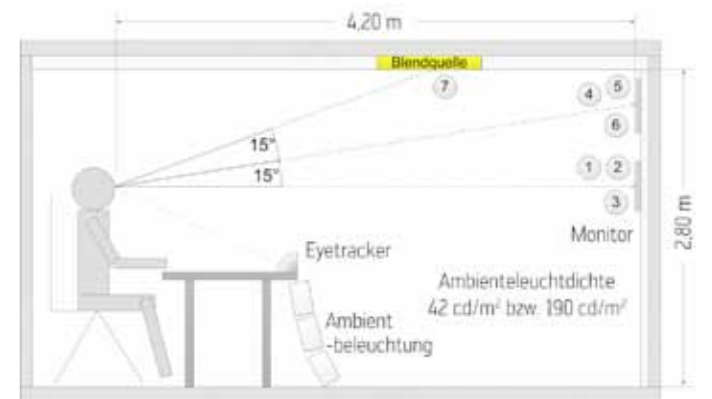 4,20 m
Blendquelle
7
4
5
6
15°
15°
1
2
3
Monitor
2,80 m
Eyetracker
Ambienteleuchtdichte
42 cd/m² bzw. 190 cd/m²
Ambient
-beleuchtung